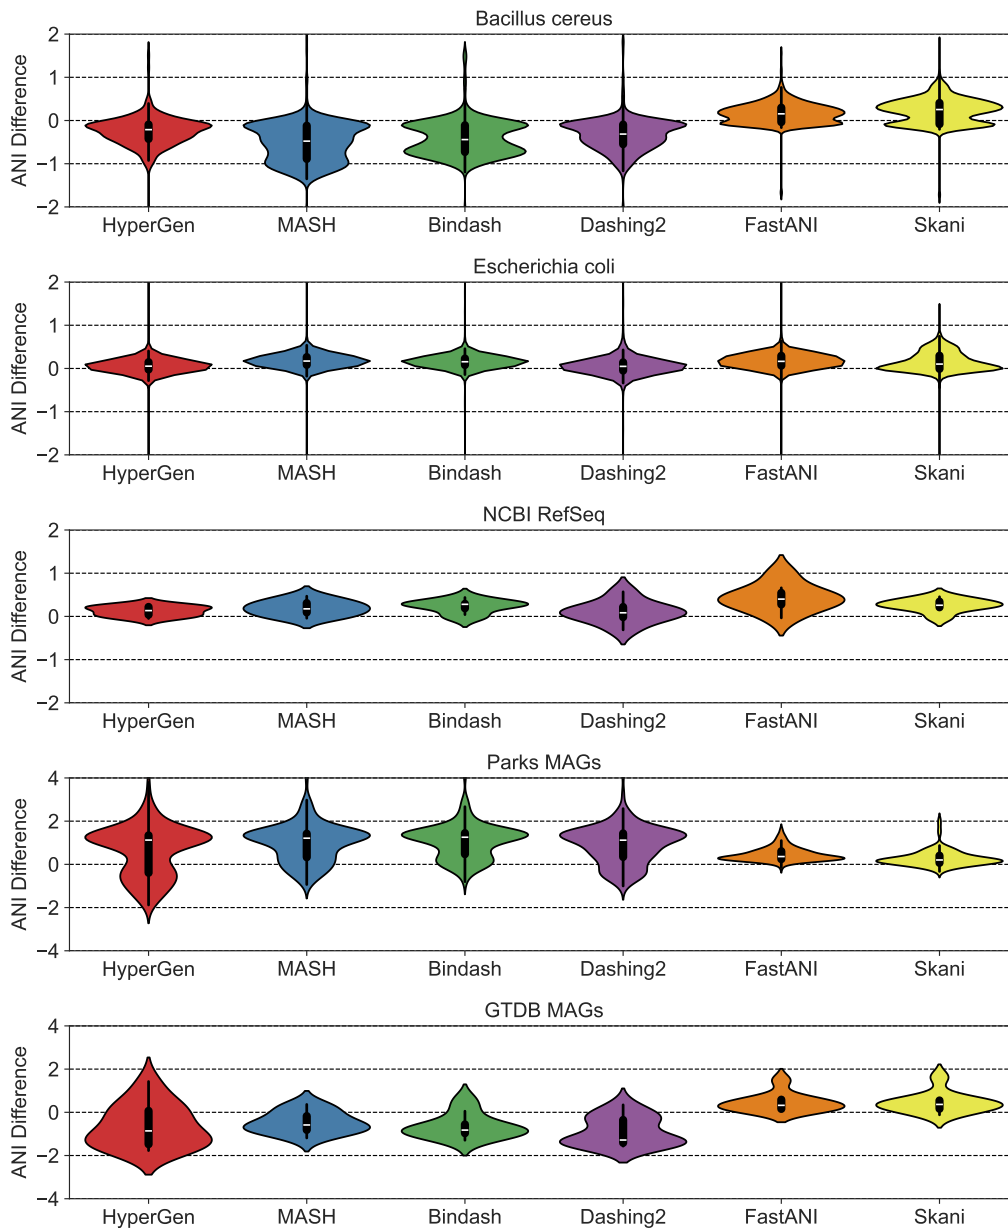 Bacillus cereus
ANI Difference
2
1
0
−1
−2
HyperGen MASH Bindash Dashing2 FastANI Skani
Escherichia coli
ANI Difference
2
1
0
−1
−2
HyperGen MASH Bindash Dashing2 FastANI Skani
NCBI RefSeq
ANI Difference
2
1
0
−1
−2
HyperGen MASH Bindash Dashing2 FastANI Skani
Parks MAGs
ANI Difference
4
2
0
−2
−4
HyperGen MASH Bindash Dashing2 FastANI Skani
GTDB MAGs
ANI Difference
4
2
0
−2
−4
HyperGen MASH Bindash Dashing2 FastANI Skani